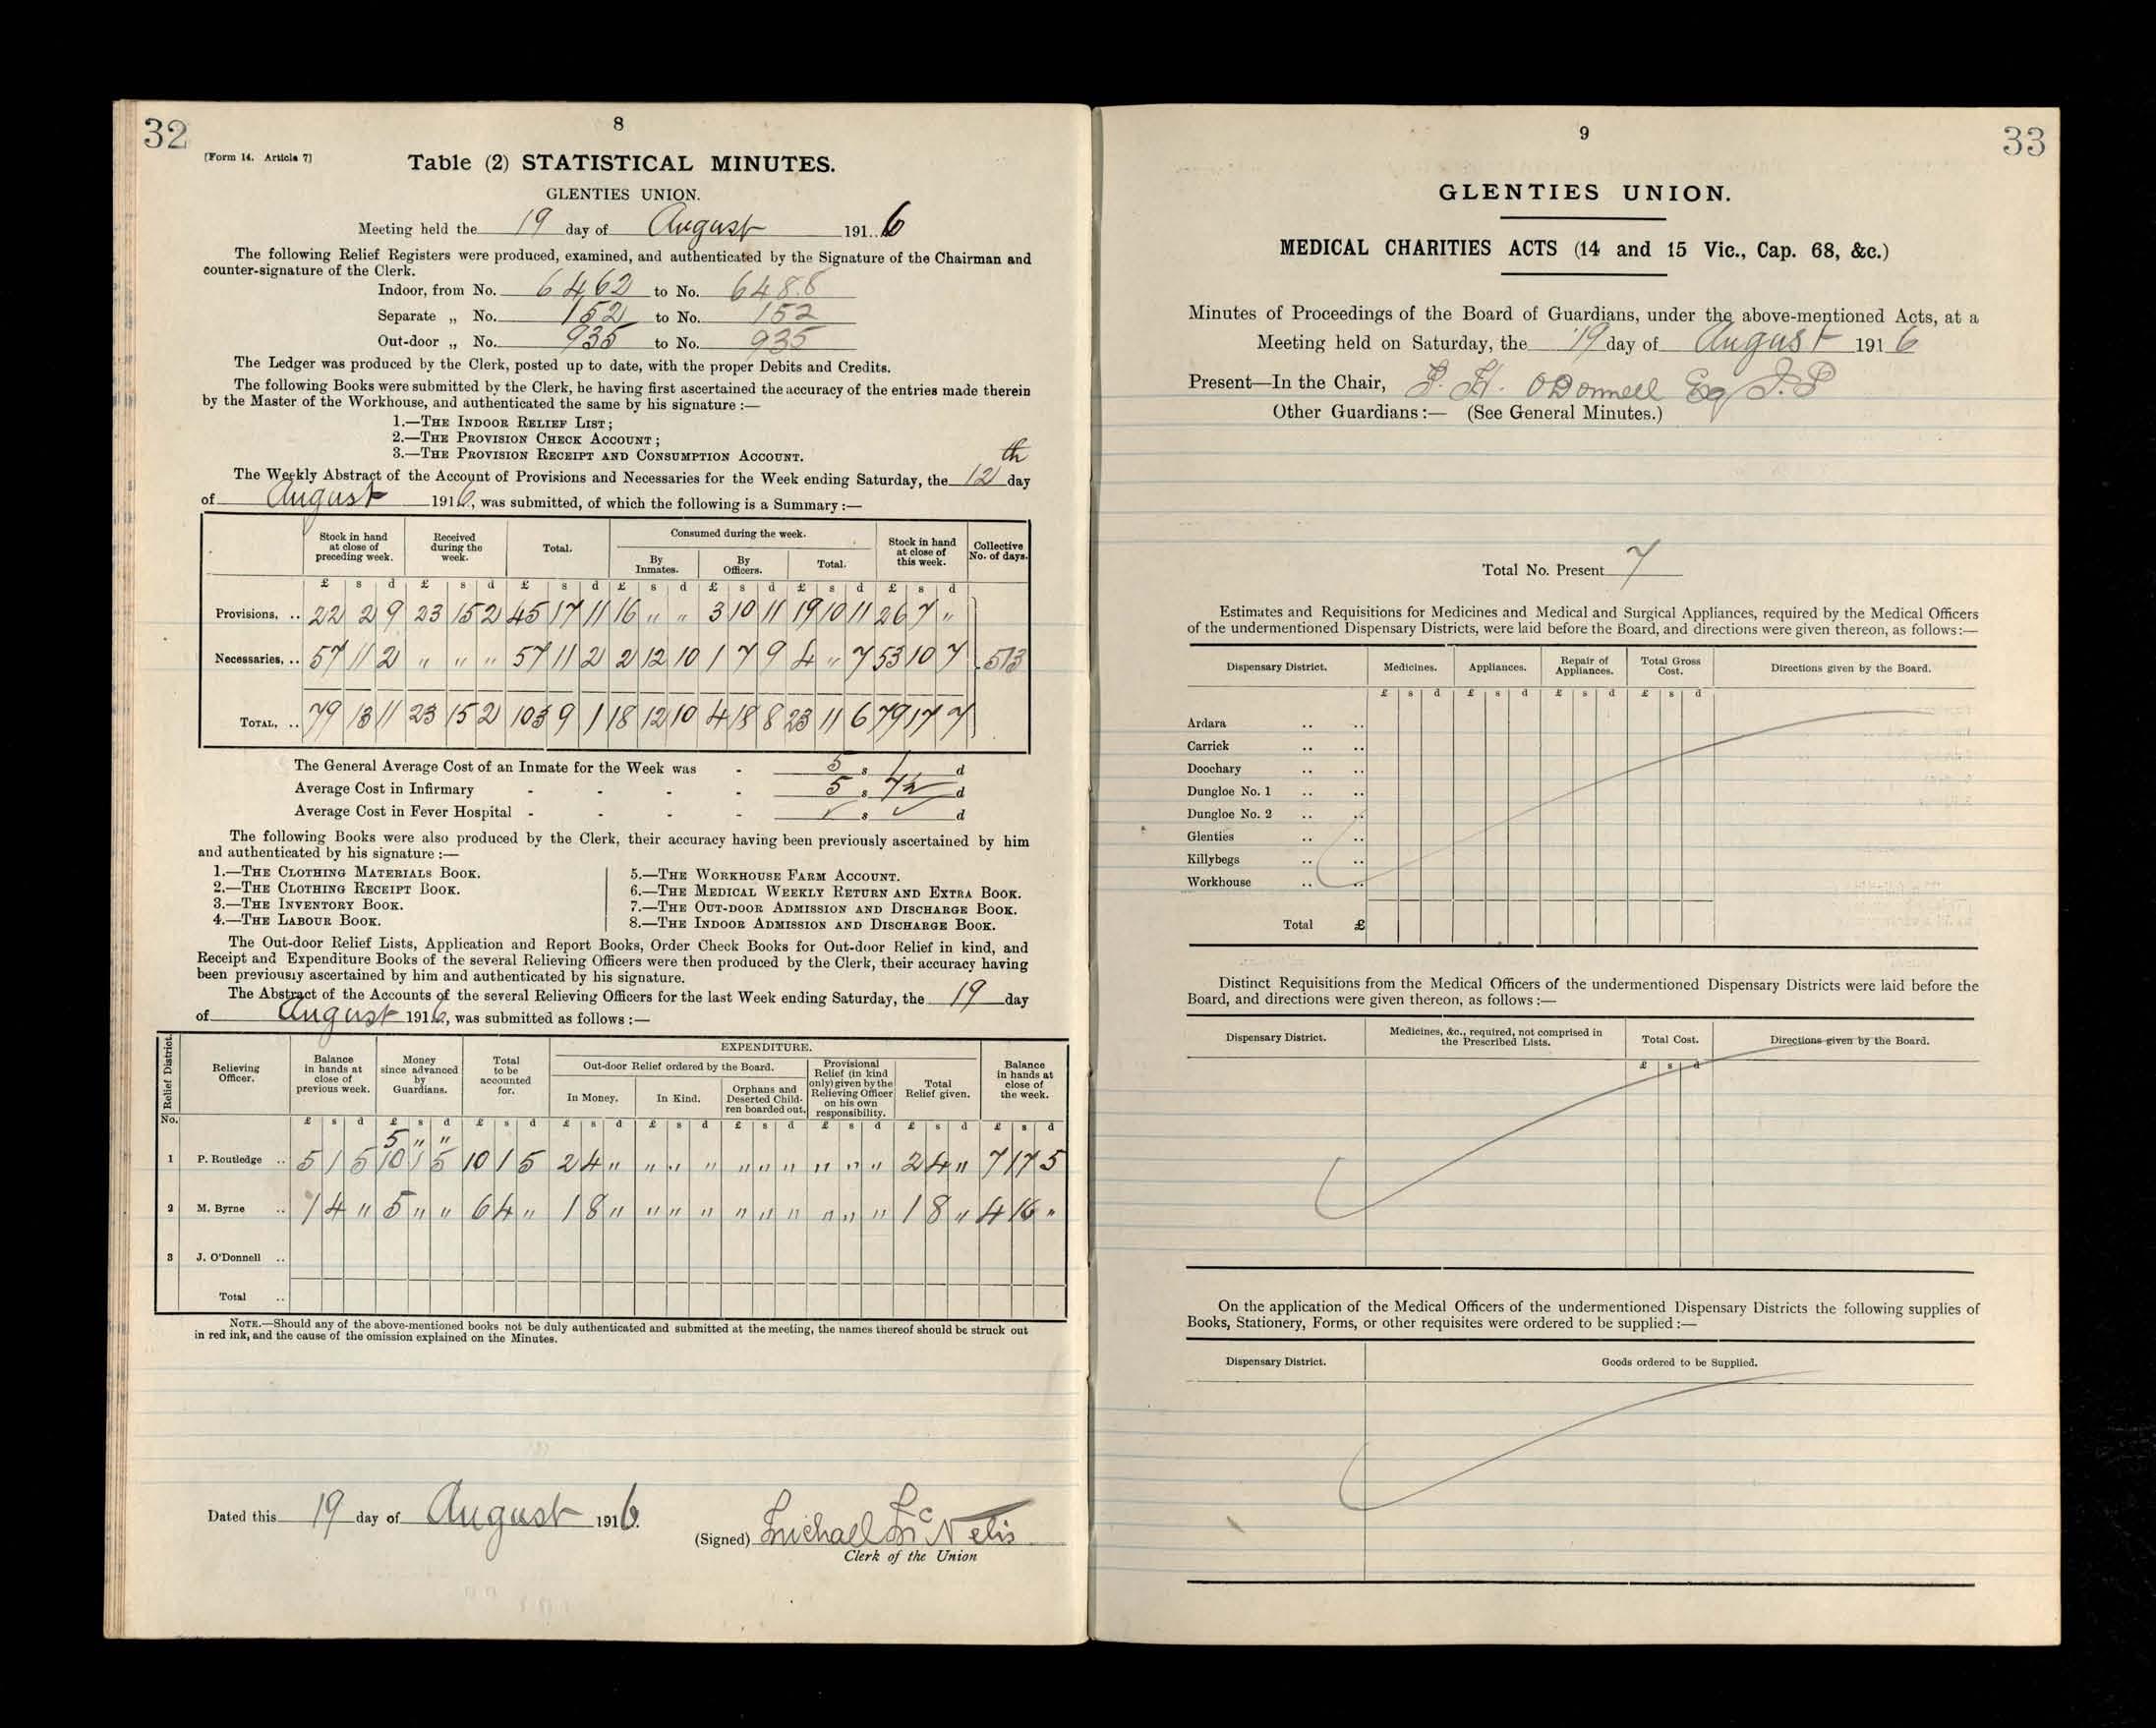 32
8
[Form 14. Article 7]
Table (2) STATISTICAL MINUTES.
GLENTIES UNION.
Meeting held the 19 day of August 1916
The following Relief Registers were produced, examined, and authenticated by the Signature of the Chairman and
counter-signature of the Clerk.
Indoor, from No. 6462 to No. 6488
Separate „ No. 152 to No. 152
Out-door „ No. 935 to No. 935
The Ledger was produced by the Clerk, posted up to date, with the proper Debits and Credits.
The following Books were submitted by the Clerk, he having first ascertained the accuracy of the entries made therein
by the Master of the Workhouse, and authenticated the same by his signature :—
1.—THE INDOOR RELIEF LIST;
2.—THE PROVISION CHECK ACCOUNT;
3.—THE PROVISION RECEIPT AND CONSUMPTION ACCOUNT.
The Weekly Abstract of the Account of Provisions and Necessaries for the Week ending Saturday, the 12th day
of August 1916, was submitted, of which the following is a Summary :—
Stock in hand at close of preceding week. Received during the week. Total. Consumed during the week. By Inmates. By Officers. Total. Stock in hand at close of this week. Collective No. of days.
£ s d £ s d £ s d £ s d £ s d £ s d £ s d
Provisions, .. 22 2 9 23 15 2 45 17 11 16 " " 3 10 11 19 10 11 26 7 "
Necessaries, .. 57 11 2 " " " 57 11 2 2 12 10 1 7 9 4 " 7 53 10 7 513
TOTAL, .. 79 13 11 23 15 2 103 9 1 18 12 10 4 18 8 23 11 6 79 17 7
The General Average Cost of an Inmate for the Week was - 5 s. 1 d
Average Cost in Infirmary - - - - 5 s. 7½ d
Average Cost in Fever Hospital - - - - s d
The following Books were also produced by the Clerk, their accuracy having been previously ascertained by him
and authenticated by his signature :—
1.—THE CLOTHING MATERIALS BOOK.
2.—THE CLOTHING RECEIPT BOOK.
3.—THE INVENTORY BOOK.
4.—THE LABOUR BOOK.
5.—THE WORKHOUSE FARM ACCOUNT.
6.—THE MEDICAL WEEKLY RETURN AND EXTRA BOOK.
7.—THE OUT-DOOR ADMISSION AND DISCHARGE BOOK.
8.—THE INDOOR ADMISSION AND DISCHARGE BOOK.
The Out-door Relief Lists, Application and Report Books, Order Check Books for Out-door Relief in kind, and
Receipt and Expenditure Books of the several Relieving Officers were then produced by the Clerk, their accuracy having
been previously ascertained by him and authenticated by his signature.
The Abstract of the Accounts of the several Relieving Officers for the last Week ending Saturday, the 19 day
of August 1916, was submitted as follows :—
Relief District. No. Relieving Officer. Balance in hands at close of previous week. Money since advanced by Guardians. Total to be accounted for. EXPENDITURE. Out-door Relief ordered by the Board. In Money. In Kind. Orphans and Deserted Children boarded out. Provisional Relief (in kind only) given by the Relieving Officer on his own responsibility. Total Relief given. Balance in hands at close of the week.
£ s d £ s d £ s d £ s d £ s d £ s d £ s d £ s d £ s d
5 " "
1 P. Routledge .. 5 1 5 10 1 5 10 1 5 2 4 " " " " " " " " " " 2 4 " 7 17 5
2 M. Byrne .. 1 4 " 5 " " 6 4 " 1 8 " " " " " " " " " " 1 8 " 4 16 "
3 J. O'Donnell ..
Total ..
NOTE.—Should any of the above-mentioned books not be duly authenticated and submitted at the meeting, the names thereof should be struck out
in red ink, and the cause of the omission explained on the Minutes.
Dated this 19 day of August 1916.
(Signed) Michael McNelis
Clerk of the Union
9
33
GLENTIES UNION.
MEDICAL CHARITIES ACTS (14 and 15 Vic., Cap. 68, &c.)
Minutes of Proceedings of the Board of Guardians, under the above-mentioned Acts, at a
Meeting held on Saturday, the 19 day of August 1916
Present—In the Chair, P. H. O'Donnell Esq J.P
Other Guardians :— (See General Minutes.)
Total No. Present 7
Estimates and Requisitions for Medicines and Medical and Surgical Appliances, required by the Medical Officers
of the undermentioned Dispensary Districts, were laid before the Board, and directions were given thereon, as follows :—
Dispensary District. Medicines. Appliances. Repair of Appliances. Total Gross Cost. Directions given by the Board.
£ s d £ s d £ s d £ s d
Ardara .. ..
Carrick .. ..
Doochary .. ..
Dungloe No. 1 .. ..
Dungloe No. 2 .. ..
Glenties .. ..
Killybegs .. ..
Workhouse .. ..
Total £
Distinct Requisitions from the Medical Officers of the undermentioned Dispensary Districts were laid before the
Board, and directions were given thereon, as follows :—
Dispensary District. Medicines, &c., required, not comprised in the Prescribed Lists. Total Cost. Directions given by the Board.
£ s d
On the application of the Medical Officers of the undermentioned Dispensary Districts the following supplies of
Books, Stationery, Forms, or other requisites were ordered to be supplied :—
Dispensary District. Goods ordered to be Supplied.